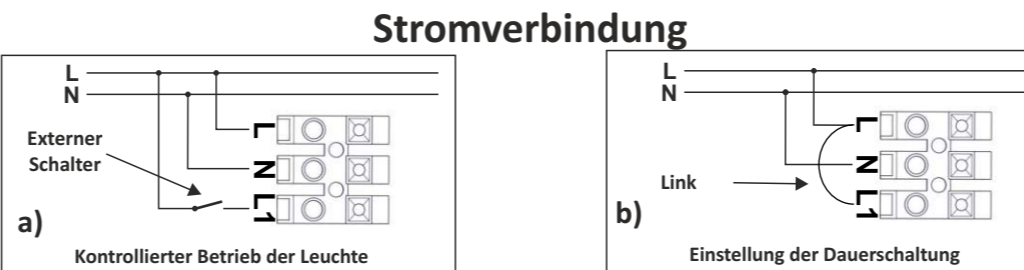 Stromverbindung
L
N
Externer
Schalter
L
N
L1
a)
Kontrollierter Betrieb der Leuchte
L
N
Link
L
N
L1
b)
Einstellung der Dauerschaltung